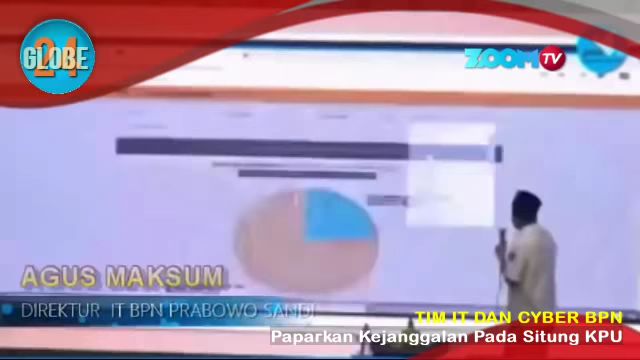 GLOBE
24
ZOOM TV
AGUS MAKSUM
DIREKTUR IT BPN PRABOWO SANDI
TIM IT DAN CYBER BPN
Paparkan Kejanggalan Pada Situng KPU